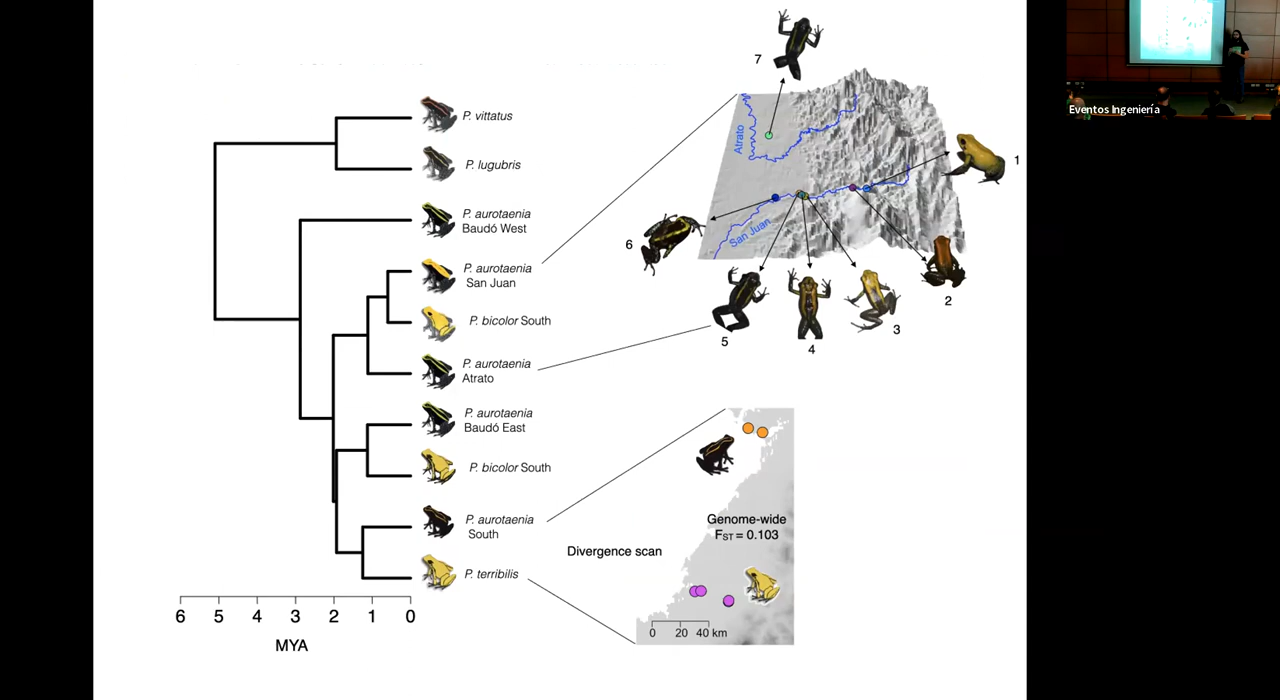 Eventos Ingeniería
7
P. vittatus
P. lugubris
P. aurotaenia
Baudó West
P. aurotaenia
San Juan
P. bicolor South
P. aurotaenia
Atrato
P. aurotaenia
Baudó East
P. bicolor South
P. aurotaenia
South
P. terribilis
6 5 4 3 2 1 0
MYA
Atrato
San Juan
1
6
2
3
5
4
Genome-wide
FST = 0.103
Divergence scan
0 20 40 km